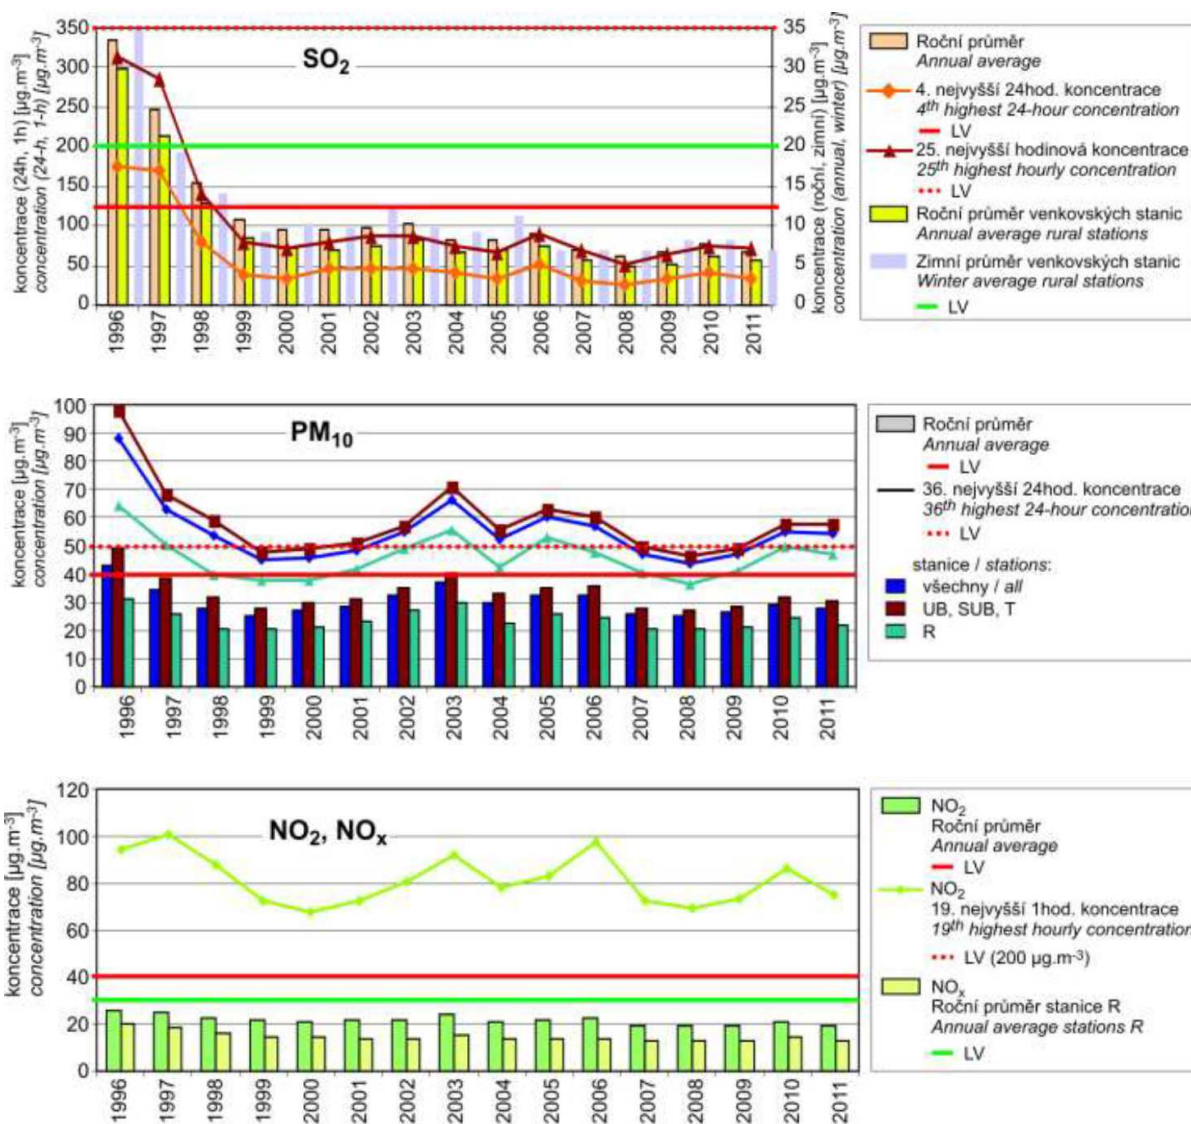 SO2
koncentrace (24h, 1h) [µg.m-3]
concentration (24-h, 1-h) [µg.m-3]
350
300
250
200
150
100
50
0
35
30
25
20
15
10
5
0
koncentrace (roční, zimní) [µg.m-3]
concentration (annual, winter) [µg.m-3]
1996 1997 1998 1999 2000 2001 2002 2003 2004 2005 2006 2007 2008 2009 2010 2011
Roční průměr
Annual average
4. nejvyšší 24hod. koncentrace
4th highest 24-hour concentration
LV
25. nejvyšší hodinová koncentrace
25th highest hourly concentration
LV
Roční průměr venkovských stanic
Annual average rural stations
Zimní průměr venkovských stanic
Winter average rural stations
LV
PM10
koncentrace [µg.m-3]
concentration [µg.m-3]
100
90
80
70
60
50
40
30
20
10
0
1996 1997 1998 1999 2000 2001 2002 2003 2004 2005 2006 2007 2008 2009 2010 2011
Roční průměr
Annual average
LV
36. nejvyšší 24hod. koncentrace
36th highest 24-hour concentration
LV
stanice / stations:
všechny / all
UB, SUB, T
R
NO2, NOx
koncentrace [µg.m-3]
concentration [µg.m-3]
120
100
80
60
40
20
0
1996 1997 1998 1999 2000 2001 2002 2003 2004 2005 2006 2007 2008 2009 2010 2011
NO2
Roční průměr
Annual average
LV
NO2
19. nejvyšší 1hod. koncentrace
19th highest hourly concentration
LV (200 µg.m-3)
NOx
Roční průměr stanice R
Annual average stations R
LV